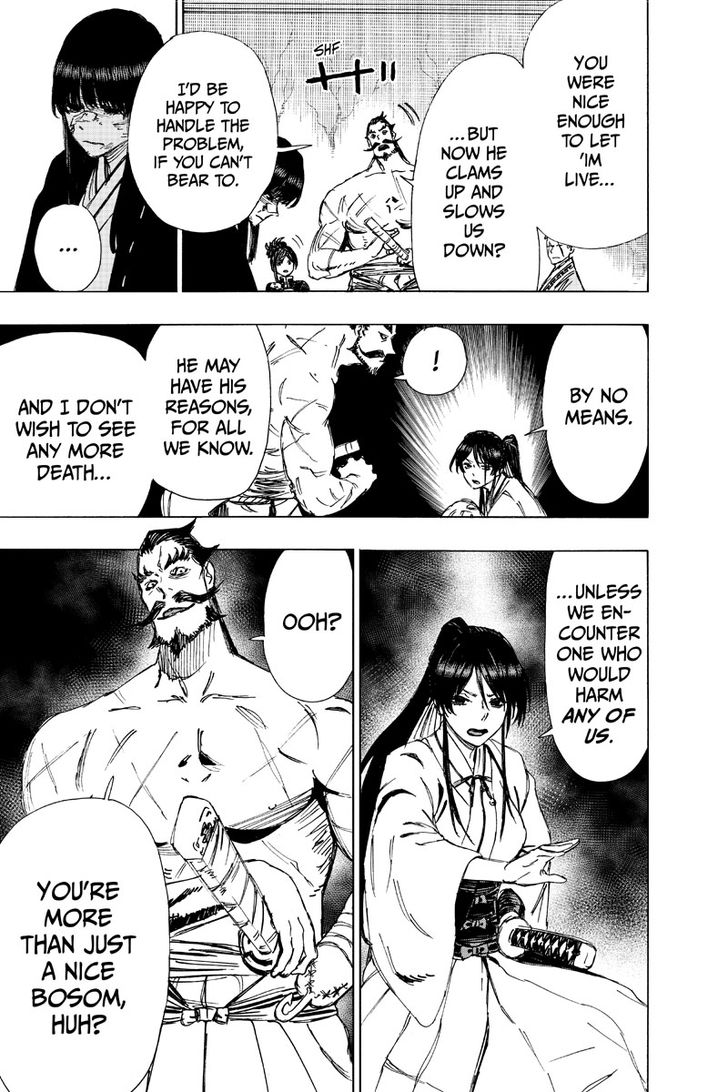 YOU
WERE
NICE
ENOUGH
TO LET
'IM
LIVE...
...BUT
NOW HE
CLAMS
UP AND
SLOWS
US
DOWN?
SHF
I'D BE
HAPPY TO
HANDLE THE
PROBLEM,
IF YOU CAN'T
BEAR TO.
...
BY NO
MEANS.
!
HE MAY
HAVE HIS
REASONS,
FOR ALL
WE KNOW.
AND I DON'T
WISH TO SEE
ANY MORE
DEATH...
...UNLESS
WE EN-
COUNTER
ONE WHO
WOULD
HARM
ANY OF
US.
OOH?
YOU'RE
MORE
THAN JUST
A NICE
BOSOM,
HUH?